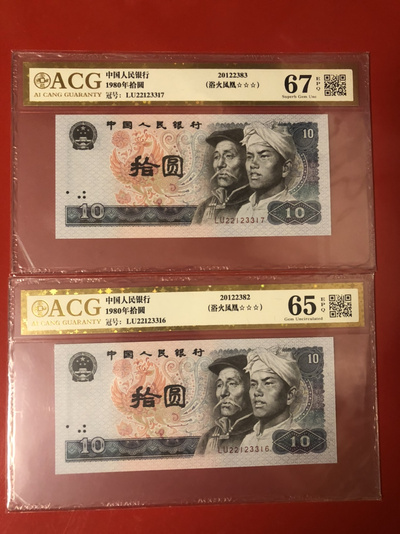 ACG
AI CANG GUARANTY
中国人民银行
1980年拾圆
冠号: LU22123317
20122383
(浴火凤凰☆☆☆)
67 EPQ
Superb Gem Unc
中国人民银行
10
拾圆
10
LU22123317
10
ACG
AI CANG GUARANTY
中国人民银行
1980年拾圆
冠号: LU22123316
20122382
(浴火凤凰☆☆☆)
65 EPQ
Gem Uncirculated
中国人民银行
10
拾圆
10
LU22123316
10